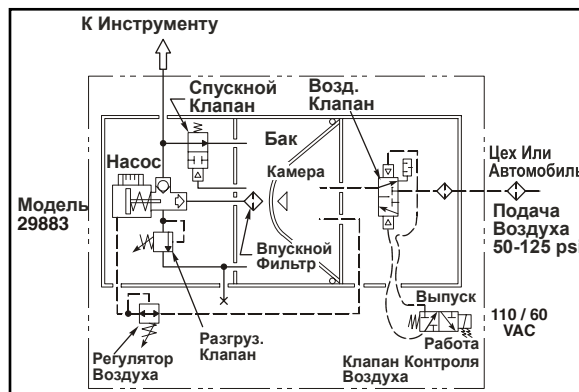 К Инструменту
Спускной
Клапан
Возд.
Клапан
Бак
Насос
Камера
Цех Или
Автомобиль
Модель
29883
Подача
Воздуха
50-125 psi
Впускной
Фильтр
Выпуск
110 / 60
VAC
Разгруз.
Клапан
Работа
Регулятор
Воздуха
Клапан Контроля
Воздуха